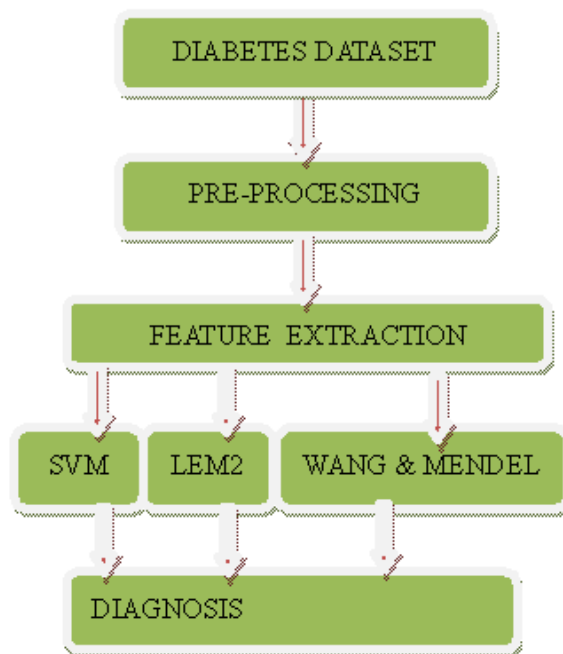 DIABETES DATASET
PRE-PROCESSING
FEATURE EXTRACTION
SVM
LEM2
WANG & MENDEL
DIAGNOSIS